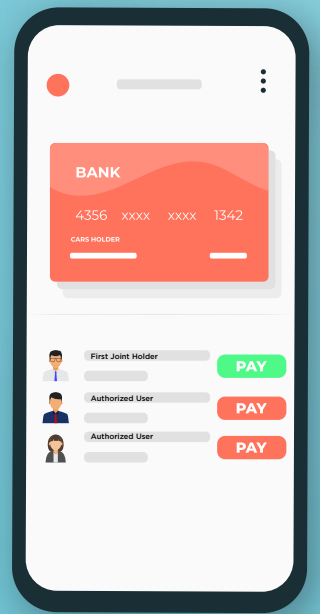 BANK
4356 xxxx xxxx 1342
CARS HOLDER
First Joint Holder
PAY
Authorized User
PAY
Authorized User
PAY